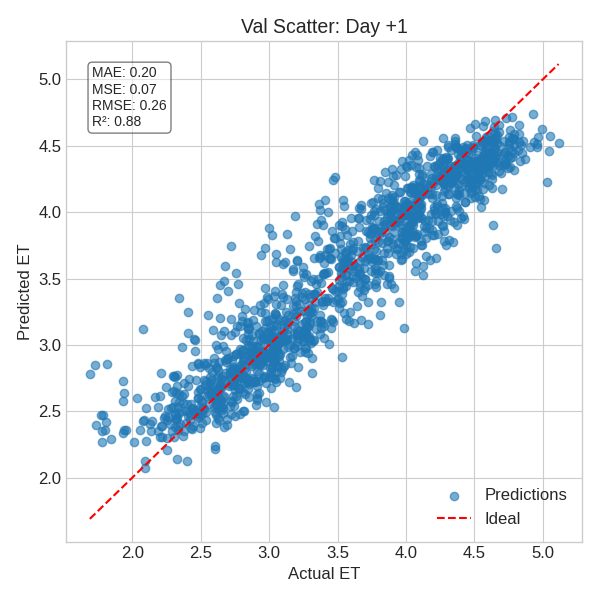 Val Scatter: Day +1
MAE: 0.20
MSE: 0.07
RMSE: 0.26
R²: 0.88
Predicted ET
5.0
4.5
4.0
3.5
3.0
2.5
2.0
Predictions
Ideal
2.0 2.5 3.0 3.5 4.0 4.5 5.0
Actual ET